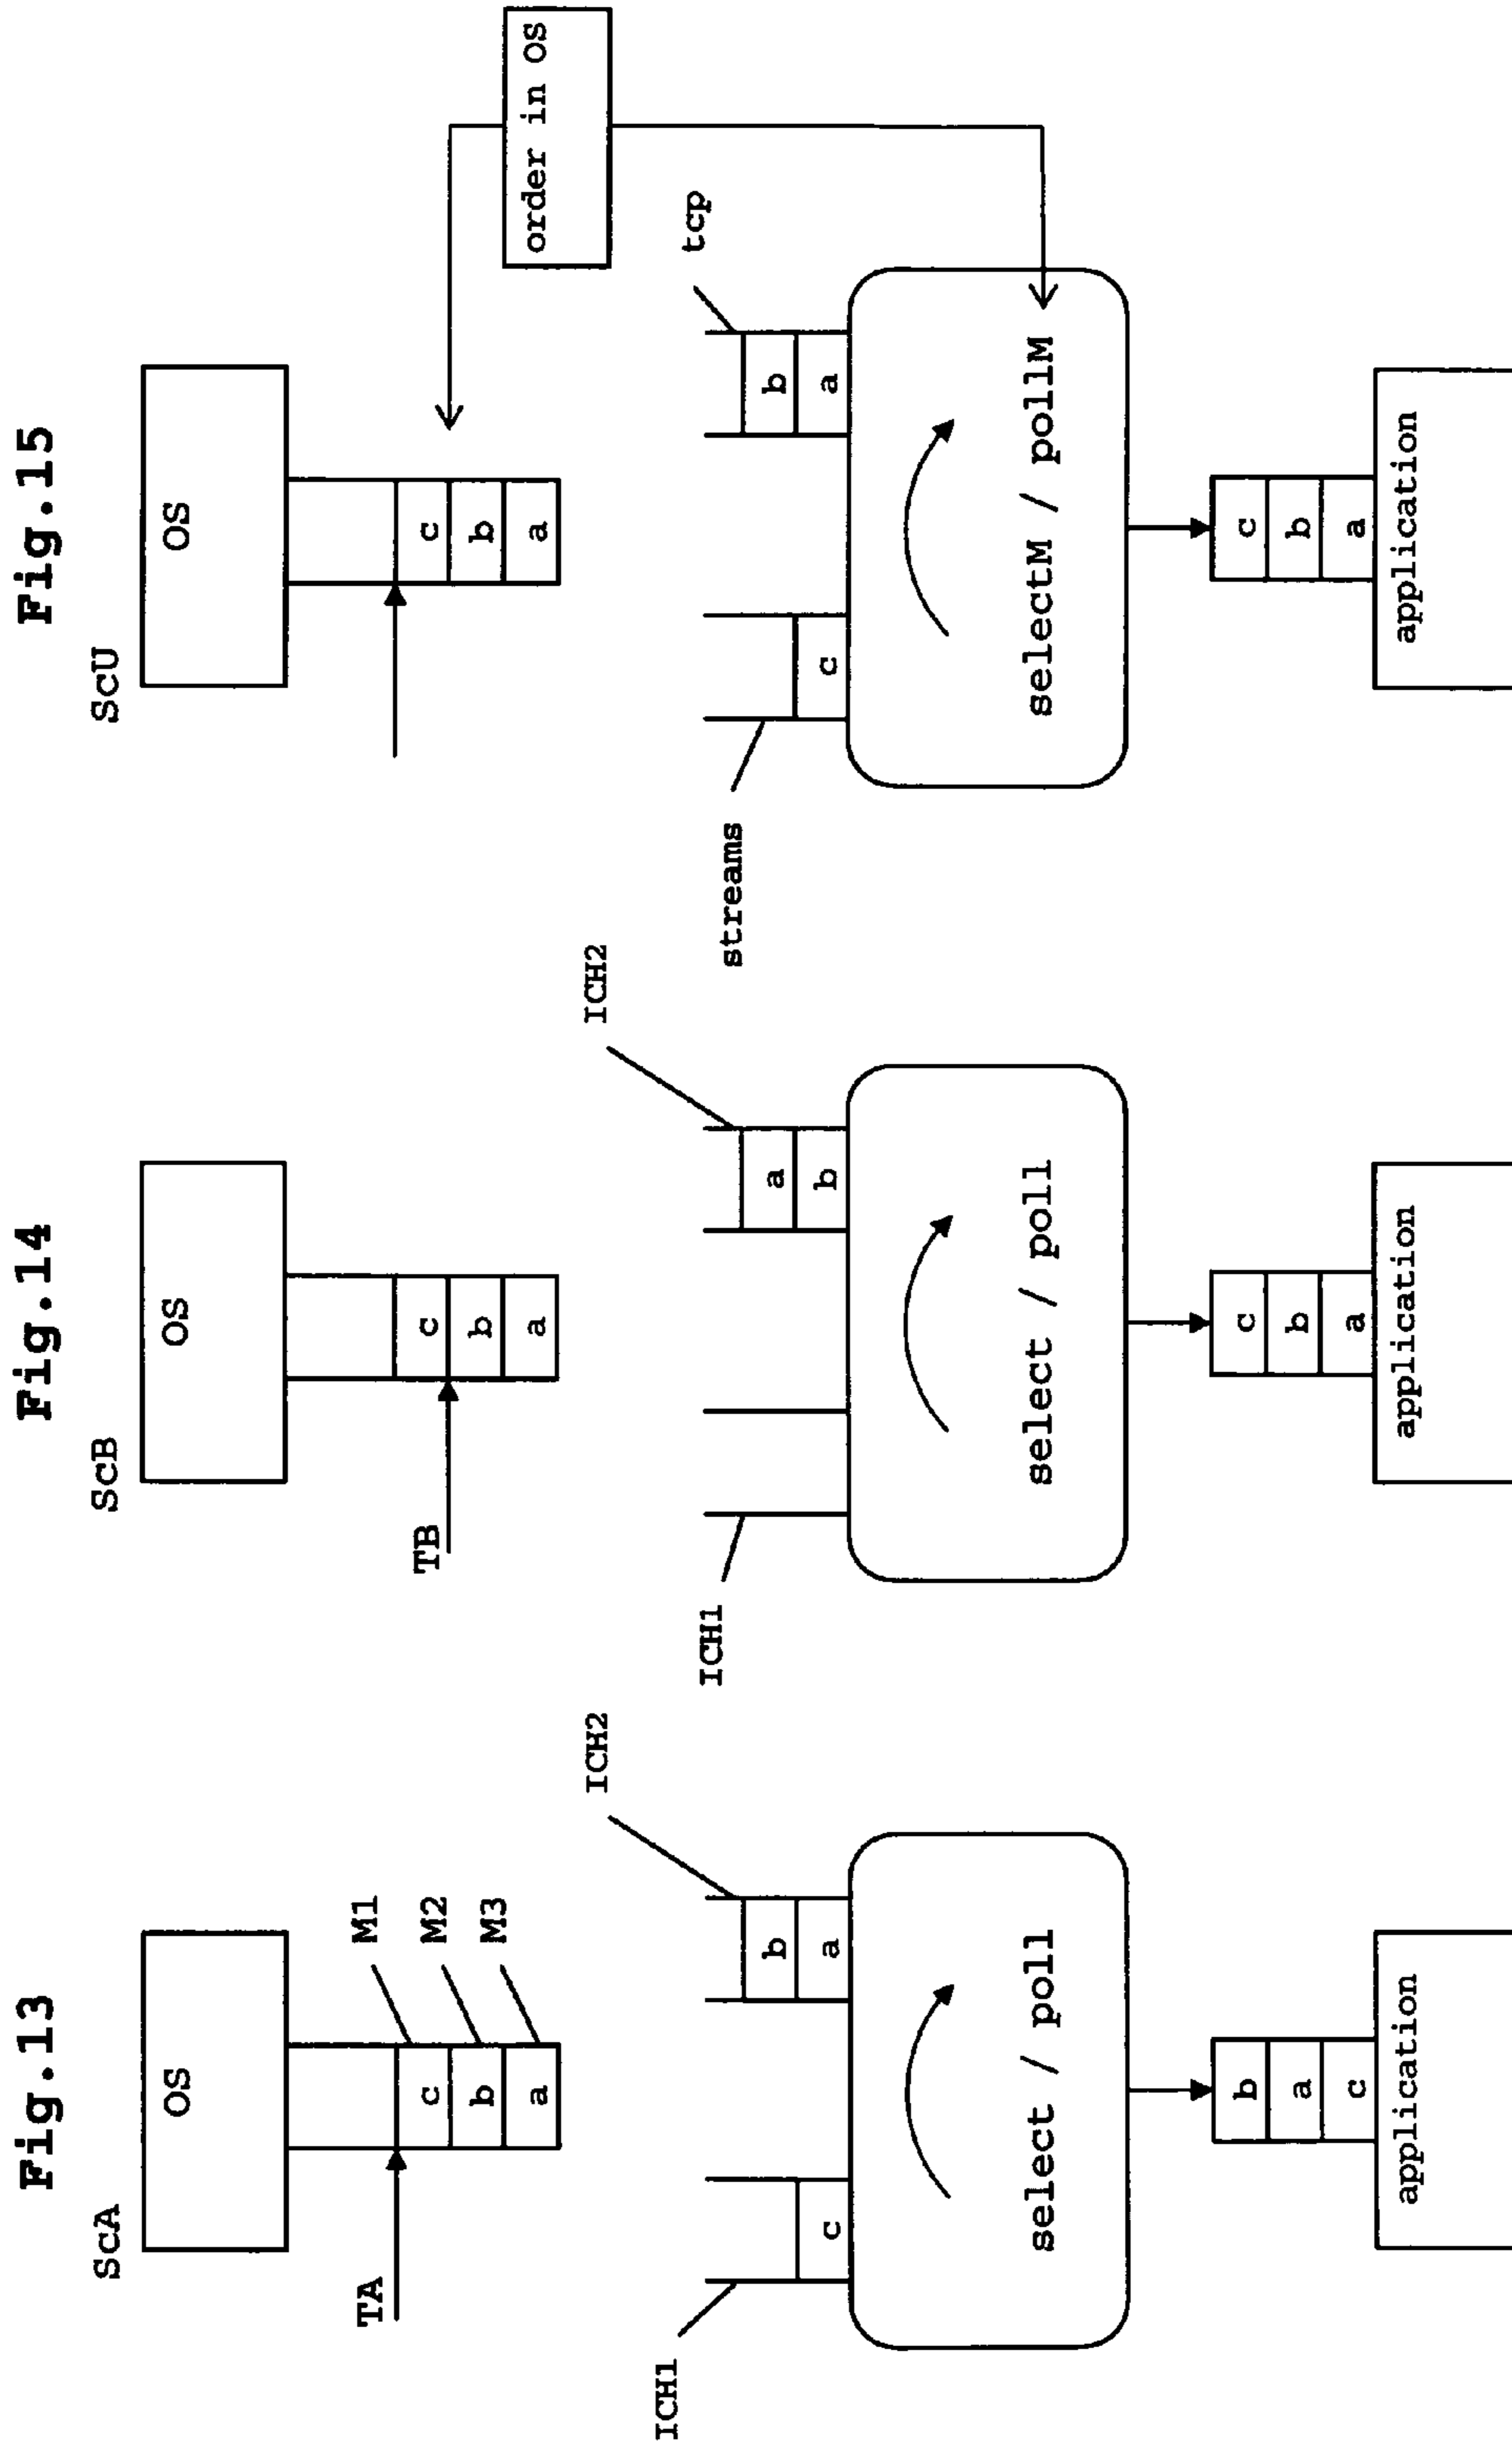 Fig.13
ScA
OS
TA
M1
M2
M3
c
b
a
ICH1
ICH2
c
b
a
select / poll
b
a
c
application
Fig.14
ScB
OS
TB
c
b
a
ICH1
ICH2
a
b
select / poll
c
b
a
application
Fig.15
ScU
OS
c
b
a
order in OS
streams
tcp
c
b
a
selectM / pollM
c
b
a
application